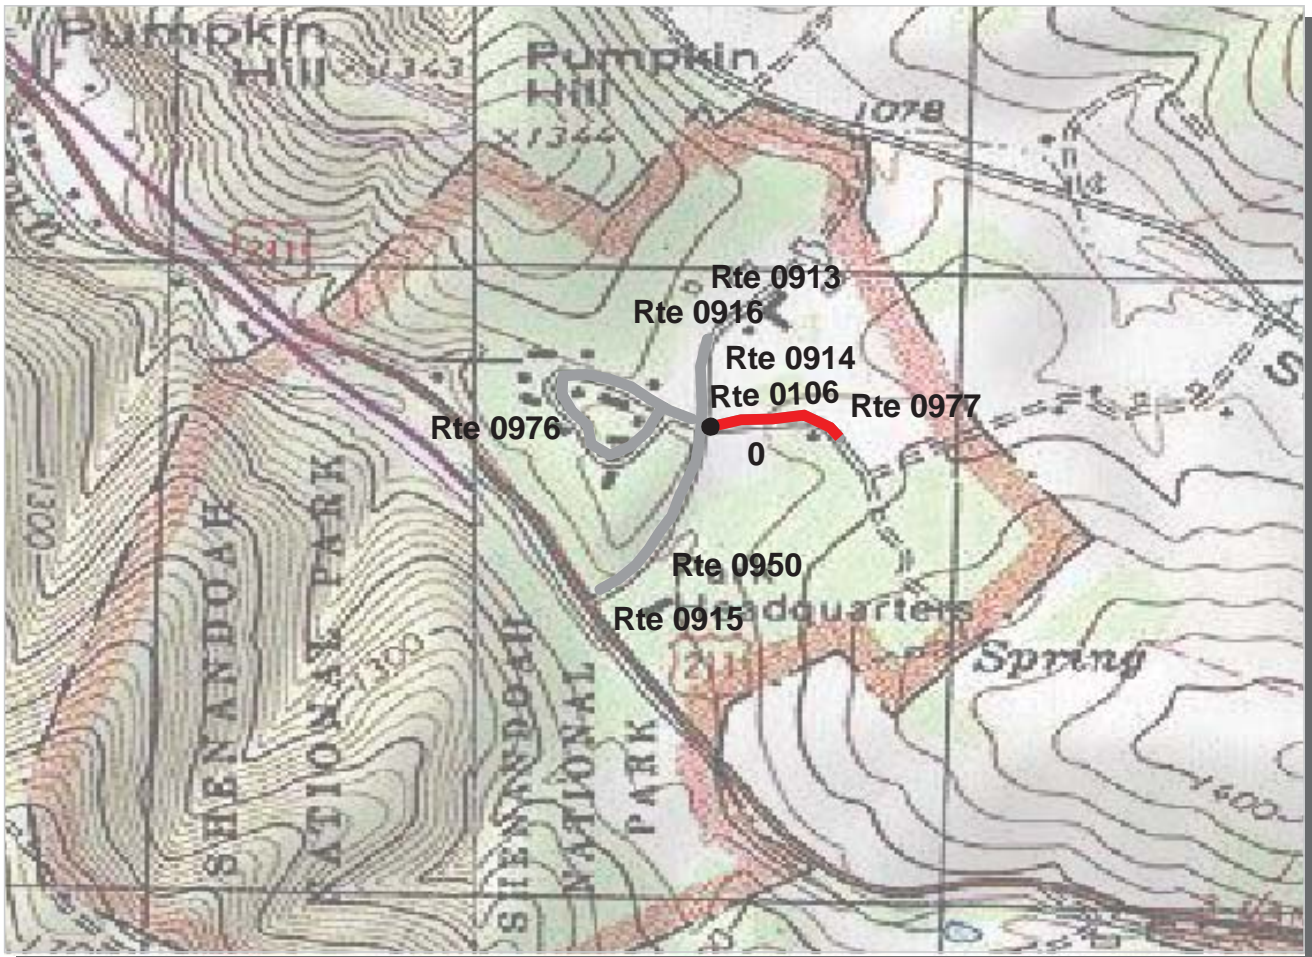 Pumpkin
Hill
x 1343
Pumpkin
Hill
x 1344
1078
211
Rte 0913
Rte 0916
Rte 0914
Rte 0106
Rte 0977
Rte 0976
0
S
1300
Rte 0950
Headquarters
Rte 0915
211
Spring
1300
1400
SHENANDOAH
NATIONAL PARK
SHENANDOAH
NATIONAL
PARK